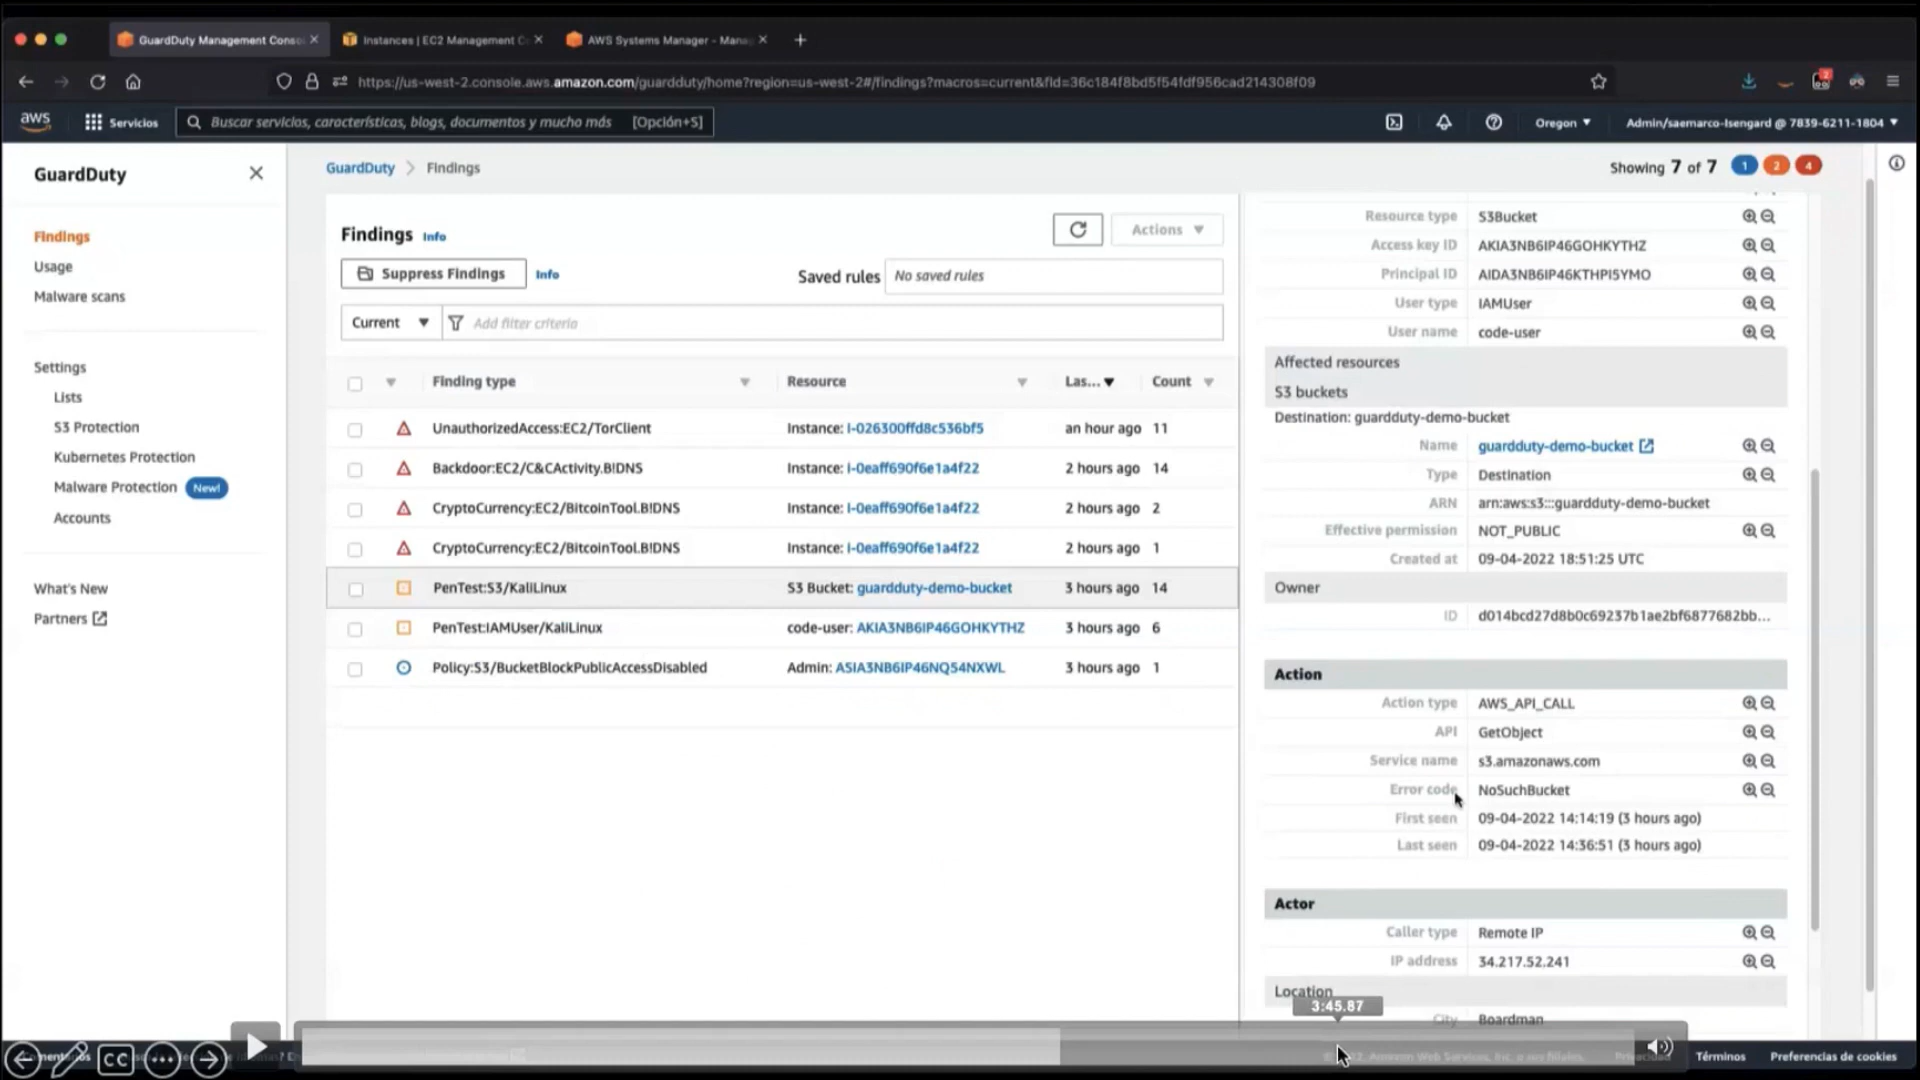 GuardDuty Management Conso
Instances | EC2 Management C
AWS Systems Manager - Mana
https://us-west-2.console.aws.amazon.com/guardduty/home?region=us-west-2#/findings?macros=current&fId=36c184f8bd5f54fdf956cad214308f09
2
aws
Servicios
Buscar servicios, características, blogs, documentos y mucho más
[Opción+S]
Oregon
Admin/saemarco-Isengard @ 7839-6211-1804
GuardDuty
Findings
Usage
Malware scans
Settings
Lists
S3 Protection
Kubernetes Protection
Malware Protection New!
Accounts
What's New
Partners
GuardDuty > Findings
Showing 7 of 7 1 2 4
Findings Info
Actions
Suppress Findings Info
Saved rules No saved rules
Current Add filter criteria
Finding type Resource Las... Count
UnauthorizedAccess:EC2/TorClient Instance: i-026300ffd8c536bf5 an hour ago 11
Backdoor:EC2/C&CActivity.B!DNS Instance: i-0eaff690f6e1a4f22 2 hours ago 14
CryptoCurrency:EC2/BitcoinTool.B!DNS Instance: i-0eaff690f6e1a4f22 2 hours ago 2
CryptoCurrency:EC2/BitcoinTool.B!DNS Instance: i-0eaff690f6e1a4f22 2 hours ago 1
PenTest:S3/KaliLinux S3 Bucket: guardduty-demo-bucket 3 hours ago 14
PenTest:IAMUser/KaliLinux code-user: AKIA3NB6IP46GOHKYTHZ 3 hours ago 6
Policy:S3/BucketBlockPublicAccessDisabled Admin: ASIA3NB6IP46NQ54NXWL 3 hours ago 1
Resource type S3Bucket
Access key ID AKIA3NB6IP46GOHKYTHZ
Principal ID AIDA3NB6IP46KTHPI5YMO
User type IAMUser
User name code-user
Affected resources
S3 buckets
Destination: guardduty-demo-bucket
Name guardduty-demo-bucket
Type Destination
ARN arn:aws:s3:::guardduty-demo-bucket
Effective permission NOT_PUBLIC
Created at 09-04-2022 18:51:25 UTC
Owner
ID d014bcd27d8b0c69237b1ae2bf6877682bb...
Action
Action type AWS_API_CALL
API GetObject
Service name s3.amazonaws.com
Error code NoSuchBucket
First seen 09-04-2022 14:14:19 (3 hours ago)
Last seen 09-04-2022 14:36:51 (3 hours ago)
Actor
Caller type Remote IP
IP address 34.217.52.241
Location
3:45.87
City Boardman
CC
Privacidad Términos Preferencias de cookies